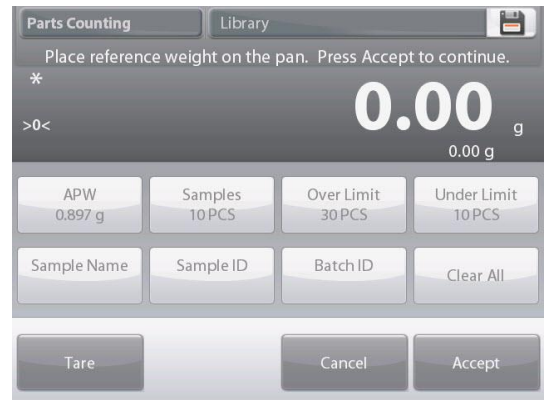 Parts Counting Library
Place reference weight on the pan. Press Accept to continue.
*
>0< 0.00 g
0.00 g
APW Samples Over Limit Under Limit
0.897 g 10 PCS 30 PCS 10 PCS
Sample Name Sample ID Batch ID Clear All
Tare Cancel Accept